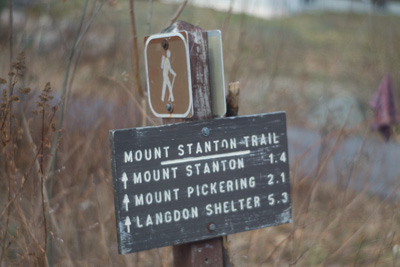 MOUNT STANTON TRAIL
↑ MOUNT STANTON 1.4
↑ MOUNT PICKERING 2.1
↑ LANGDON SHELTER 5.3